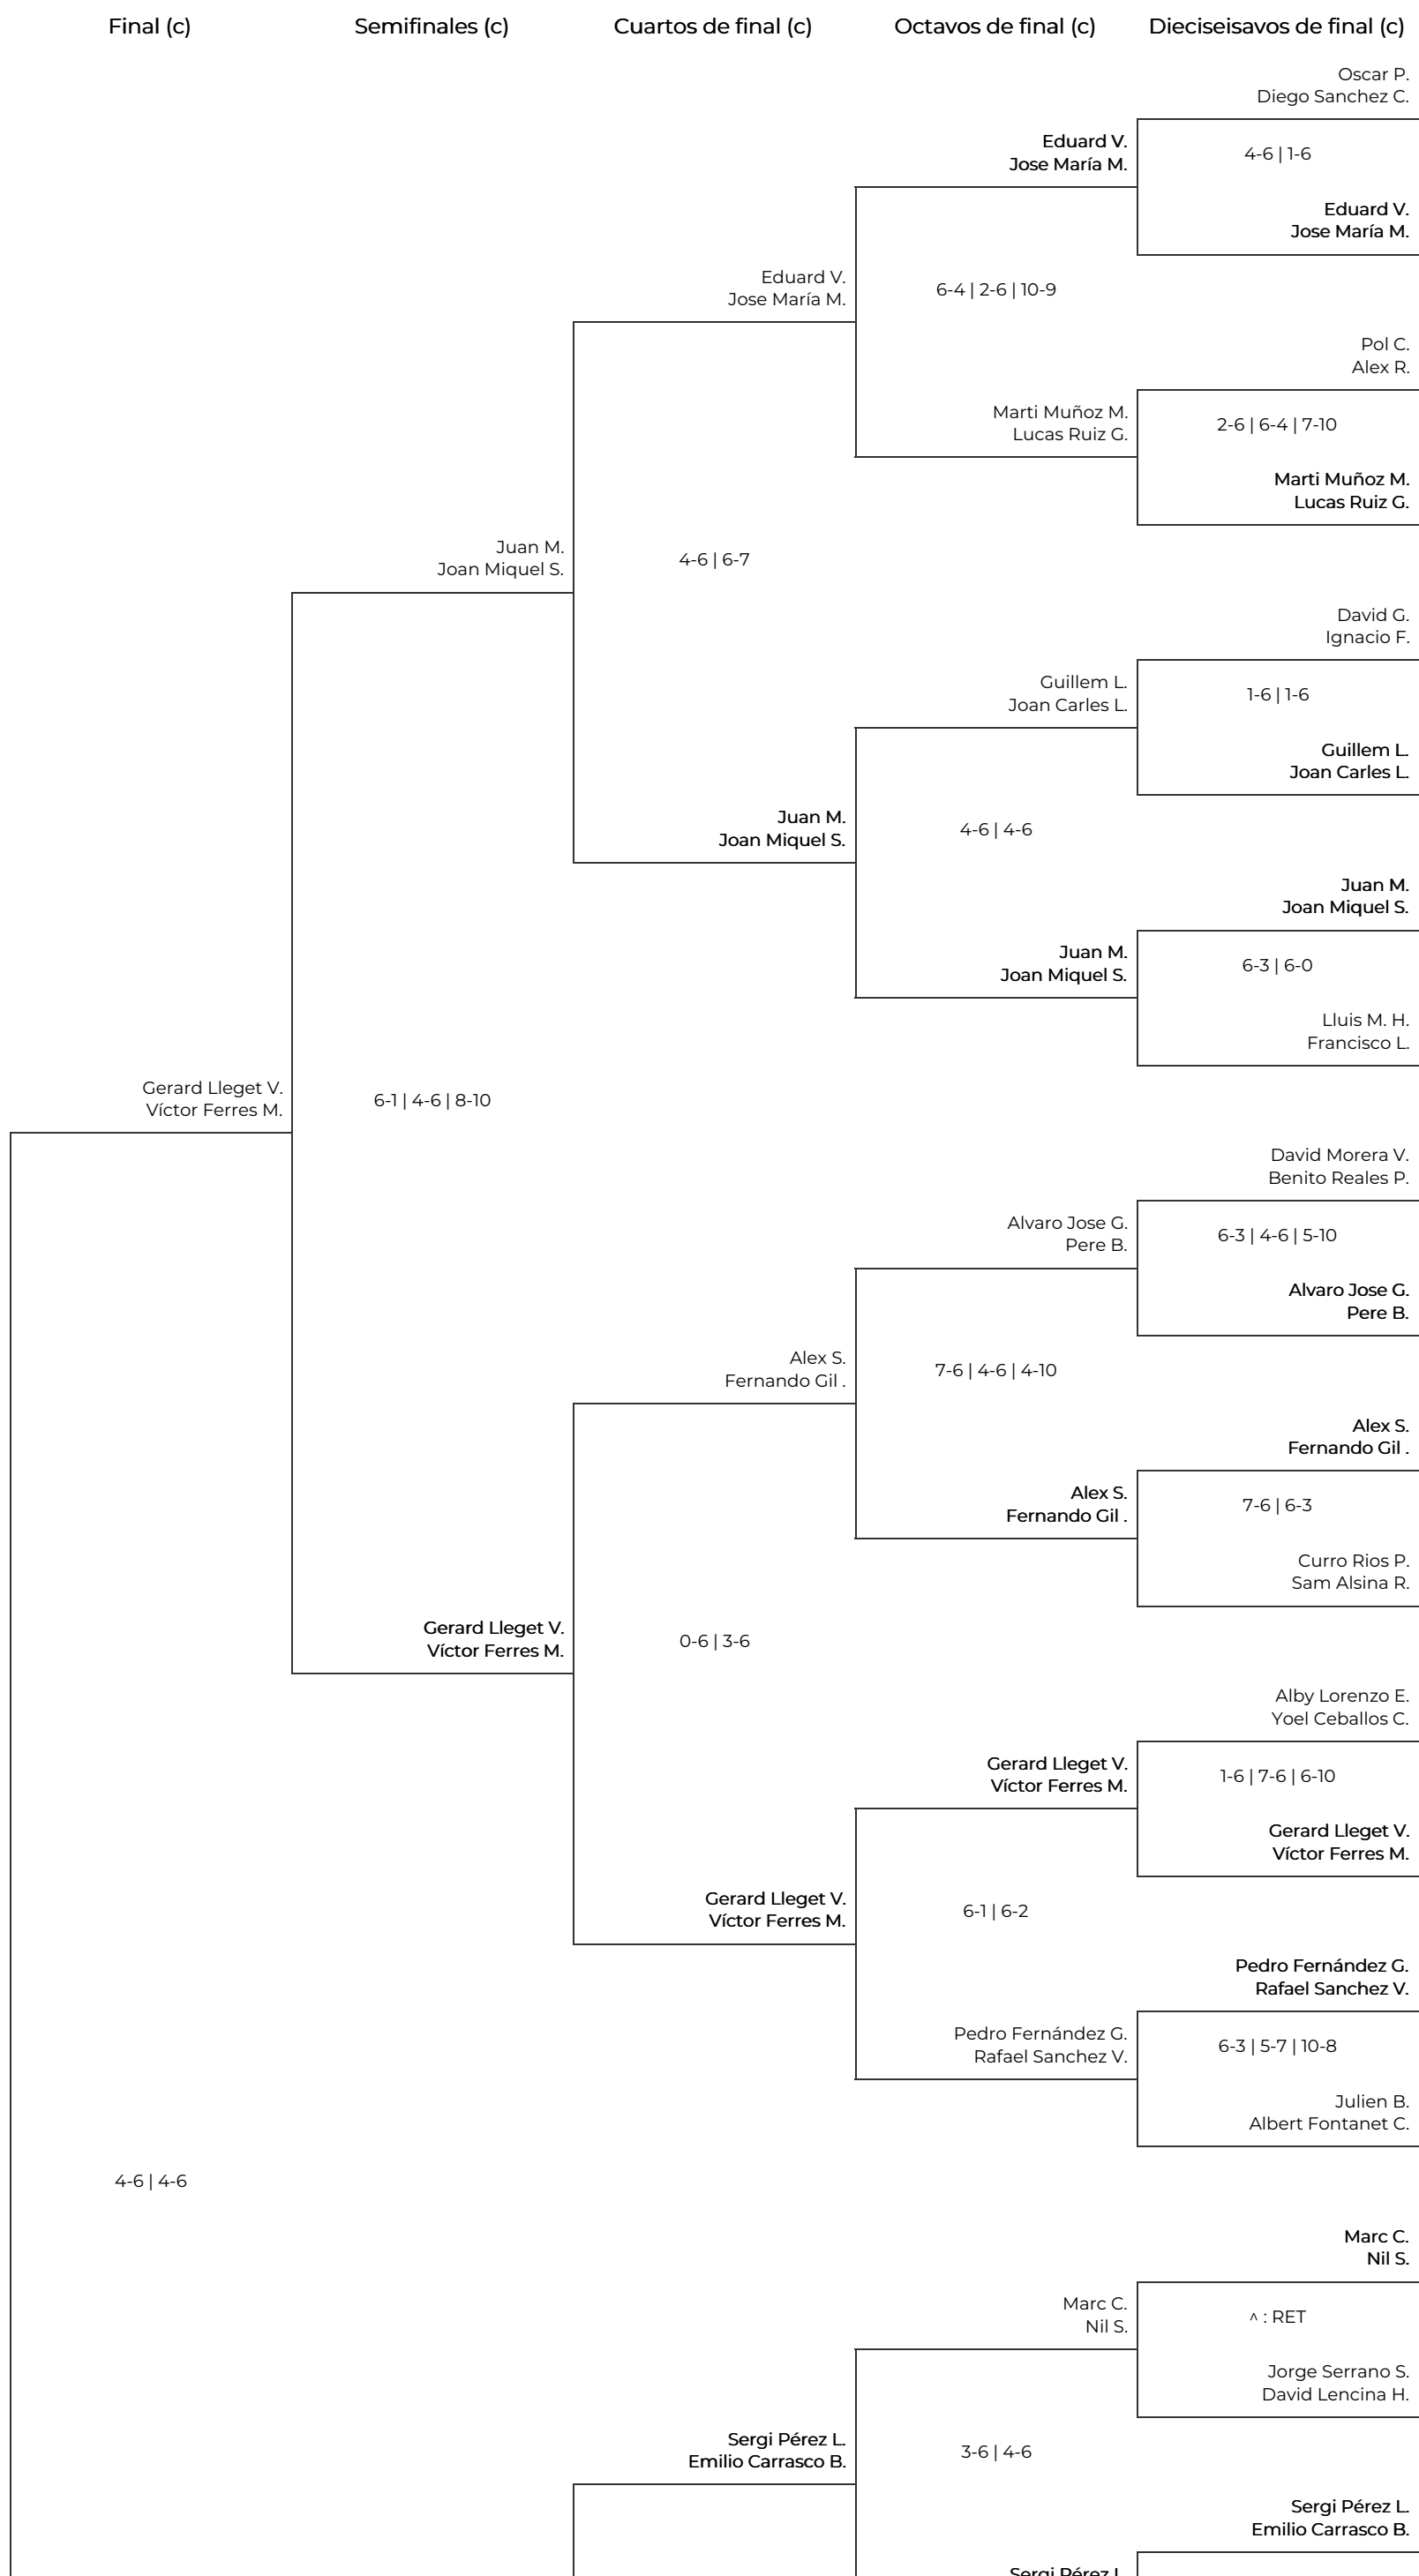 Final (c)
Semifinales (c)
Cuartos de final (c)
Octavos de final (c)
Dieciseisavos de final (c)
Oscar P.
Diego Sanchez C.
Eduard V.
Jose María M.
4-6 | 1-6
Eduard V.
Jose María M.
Eduard V.
Jose María M.
6-4 | 2-6 | 10-9
Pol C.
Alex R.
Marti Muñoz M.
Lucas Ruiz G.
2-6 | 6-4 | 7-10
Marti Muñoz M.
Lucas Ruiz G.
Juan M.
Joan Miquel S.
4-6 | 6-7
David G.
Ignacio F.
Guillem L.
Joan Carles L.
1-6 | 1-6
Guillem L.
Joan Carles L.
Juan M.
Joan Miquel S.
4-6 | 4-6
Juan M.
Joan Miquel S.
Juan M.
Joan Miquel S.
6-3 | 6-0
Lluis M. H.
Francisco L.
Gerard Lleget V.
Víctor Ferres M.
6-1 | 4-6 | 8-10
David Morera V.
Benito Reales P.
Alvaro Jose G.
Pere B.
6-3 | 4-6 | 5-10
Alvaro Jose G.
Pere B.
Alex S.
Fernando Gil .
7-6 | 4-6 | 4-10
Alex S.
Fernando Gil .
Alex S.
Fernando Gil .
7-6 | 6-3
Curro Rios P.
Sam Alsina R.
Gerard Lleget V.
Víctor Ferres M.
0-6 | 3-6
Alby Lorenzo E.
Yoel Ceballos C.
Gerard Lleget V.
Víctor Ferres M.
1-6 | 7-6 | 6-10
Gerard Lleget V.
Víctor Ferres M.
Gerard Lleget V.
Víctor Ferres M.
6-1 | 6-2
Pedro Fernández G.
Rafael Sanchez V.
Pedro Fernández G.
Rafael Sanchez V.
6-3 | 5-7 | 10-8
Julien B.
Albert Fontanet C.
4-6 | 4-6
Marc C.
Nil S.
Marc C.
Nil S.
^ : RET
Jorge Serrano S.
David Lencina H.
Sergi Pérez L.
Emilio Carrasco B.
3-6 | 4-6
Sergi Pérez L.
Emilio Carrasco B.
Sergi Pérez L.